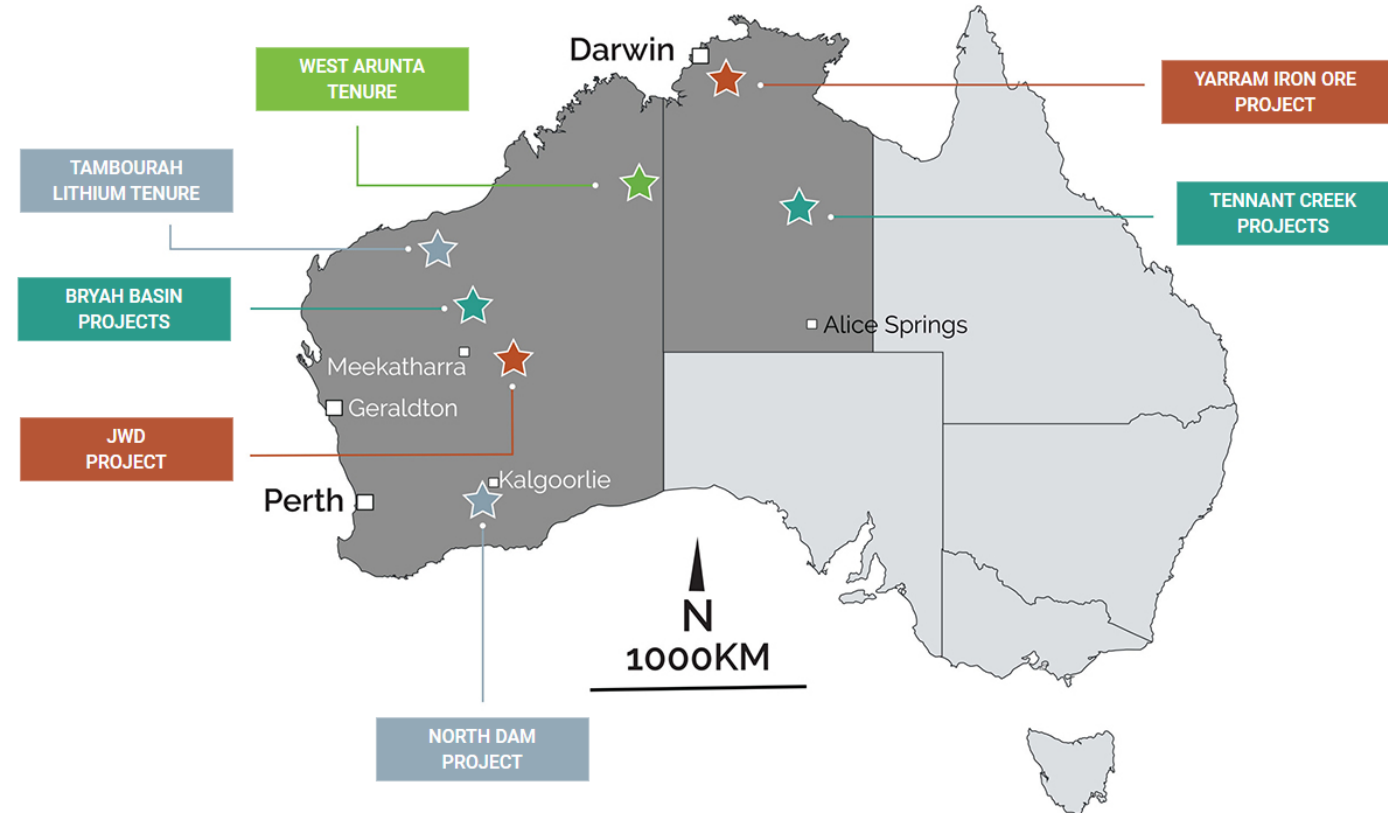 Darwin
WEST ARUNTA
TENURE
YARRAM IRON ORE
PROJECT
TAMBOURAH
LITHIUM TENURE
TENNANT CREEK
PROJECTS
BRYAH BASIN
PROJECTS
Alice Springs
Meekatharra
Geraldton
JWD
PROJECT
Kalgoorlie
Perth
N
1000KM
NORTH DAM
PROJECT